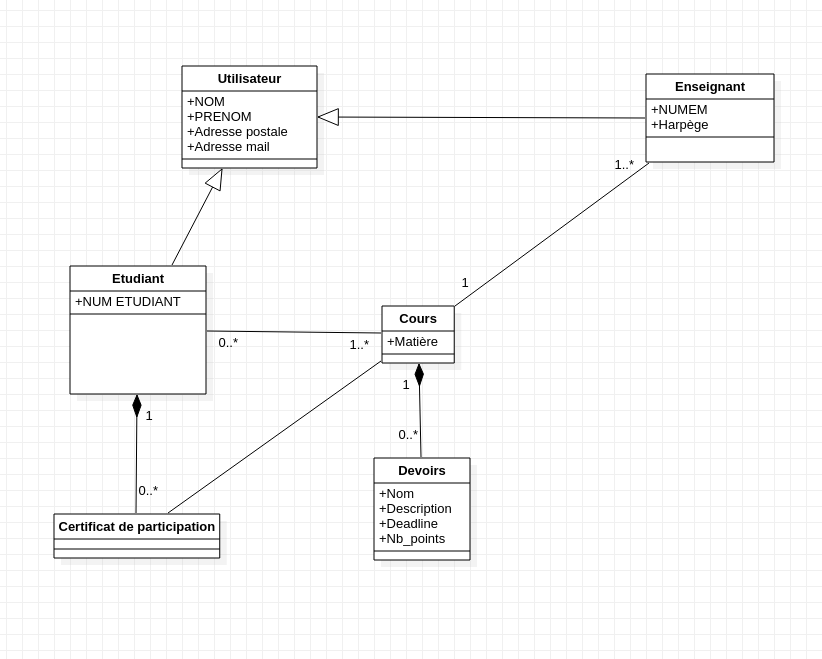 Utilisateur
+NOM
+PRENOM
+Adresse postale
+Adresse mail
Enseignant
+NUMEM
+Harpège
1..*
1
Etudiant
+NUM ETUDIANT
0..*
1..*
Cours
+Matière
1
0..*
1
0..*
Devoirs
+Nom
+Description
+Deadline
+Nb_points
Certificat de participation